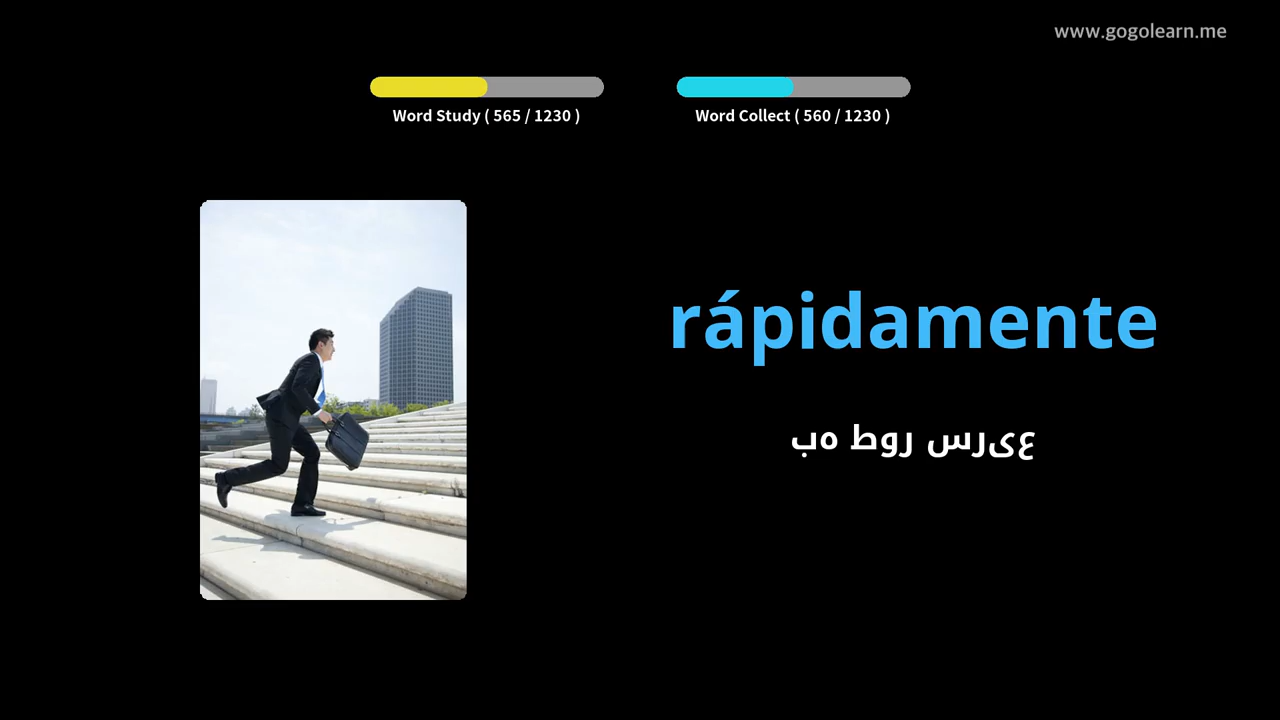 www.gogolearn.me
Word Study ( 565 / 1230 )
Word Collect ( 560 / 1230 )
rápidamente
به طور سریع